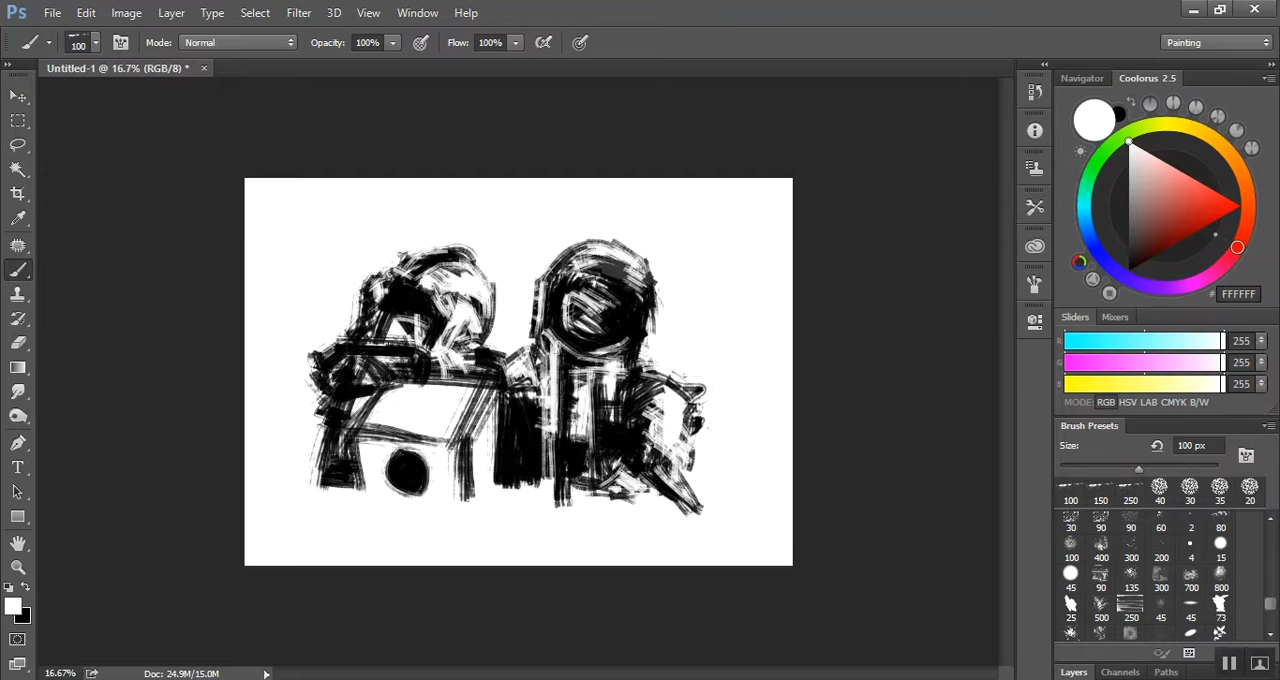 Ps File Edit Image Layer Type Select Filter 3D View Window Help
100 Mode: Normal Opacity: 100% Flow: 100% Painting
Untitled-1 @ 16.7% (RGB/8) * ×
Navigator Coolorus 2.5
# FFFFFF
Sliders Mixers
R 255
G 255
B 255
MODE: RGB HSV LAB CMYK B/W
Brush Presets
Size: 100 px
100 150 250 40 30 35 20
30 90 90 60 2 80
100 400 300 200 4 15
45 90 135 300 700 800
25 500 250 45 45 73
16.67% Doc: 24.9M/15.0M
Layers Channels Paths